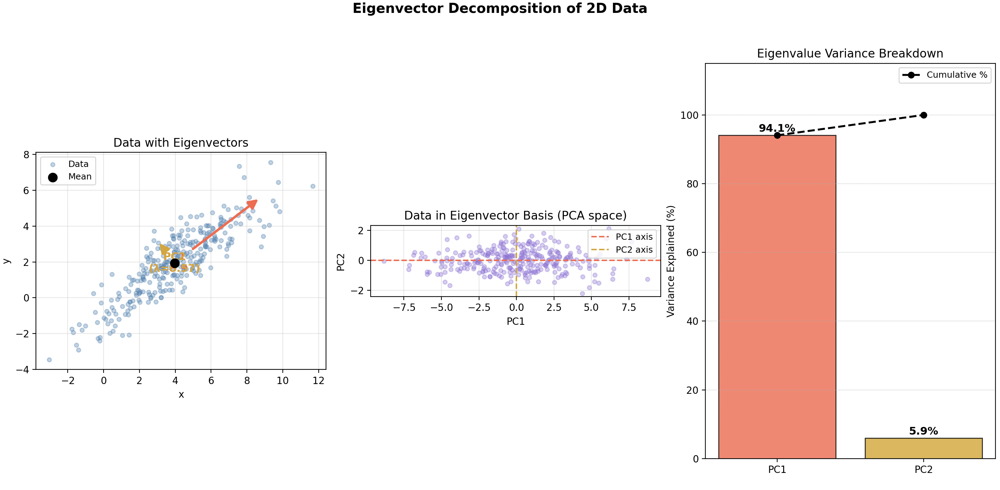 Eigenvector Decomposition of 2D Data
Data with Eigenvectors
8
6
4
2
0
−2
−4
y
Data
Mean
PC2
(λ=0.57)
−2
0
2
4
6
8
10
12
x
Data in Eigenvector Basis (PCA space)
2
0
−2
PC2
PC1 axis
PC2 axis
−7.5
−5.0
−2.5
0.0
2.5
5.0
7.5
PC1
Eigenvalue Variance Breakdown
Cumulative %
100
80
60
40
20
0
Variance Explained (%)
94.1%
5.9%
PC1
PC2